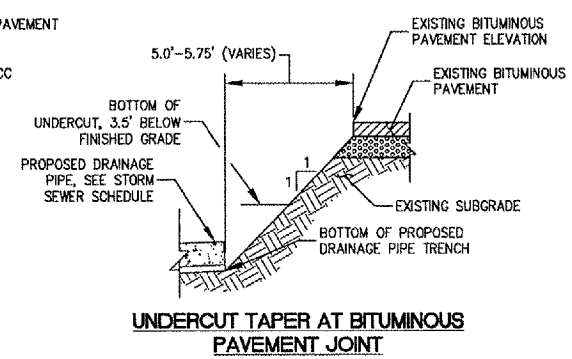 PAVEMENT
CC
5.0'-5.75' (VARIES)
EXISTING BITUMINOUS
PAVEMENT ELEVATION
EXISTING BITUMINOUS
PAVEMENT
BOTTOM OF
UNDERCUT, 3.5' BELOW
FINISHED GRADE
1
1
PROPOSED DRAINAGE
PIPE, SEE STORM
SEWER SCHEDULE
EXISTING SUBGRADE
BOTTOM OF PROPOSED
DRAINAGE PIPE TRENCH
UNDERCUT TAPER AT BITUMINOUS
PAVEMENT JOINT